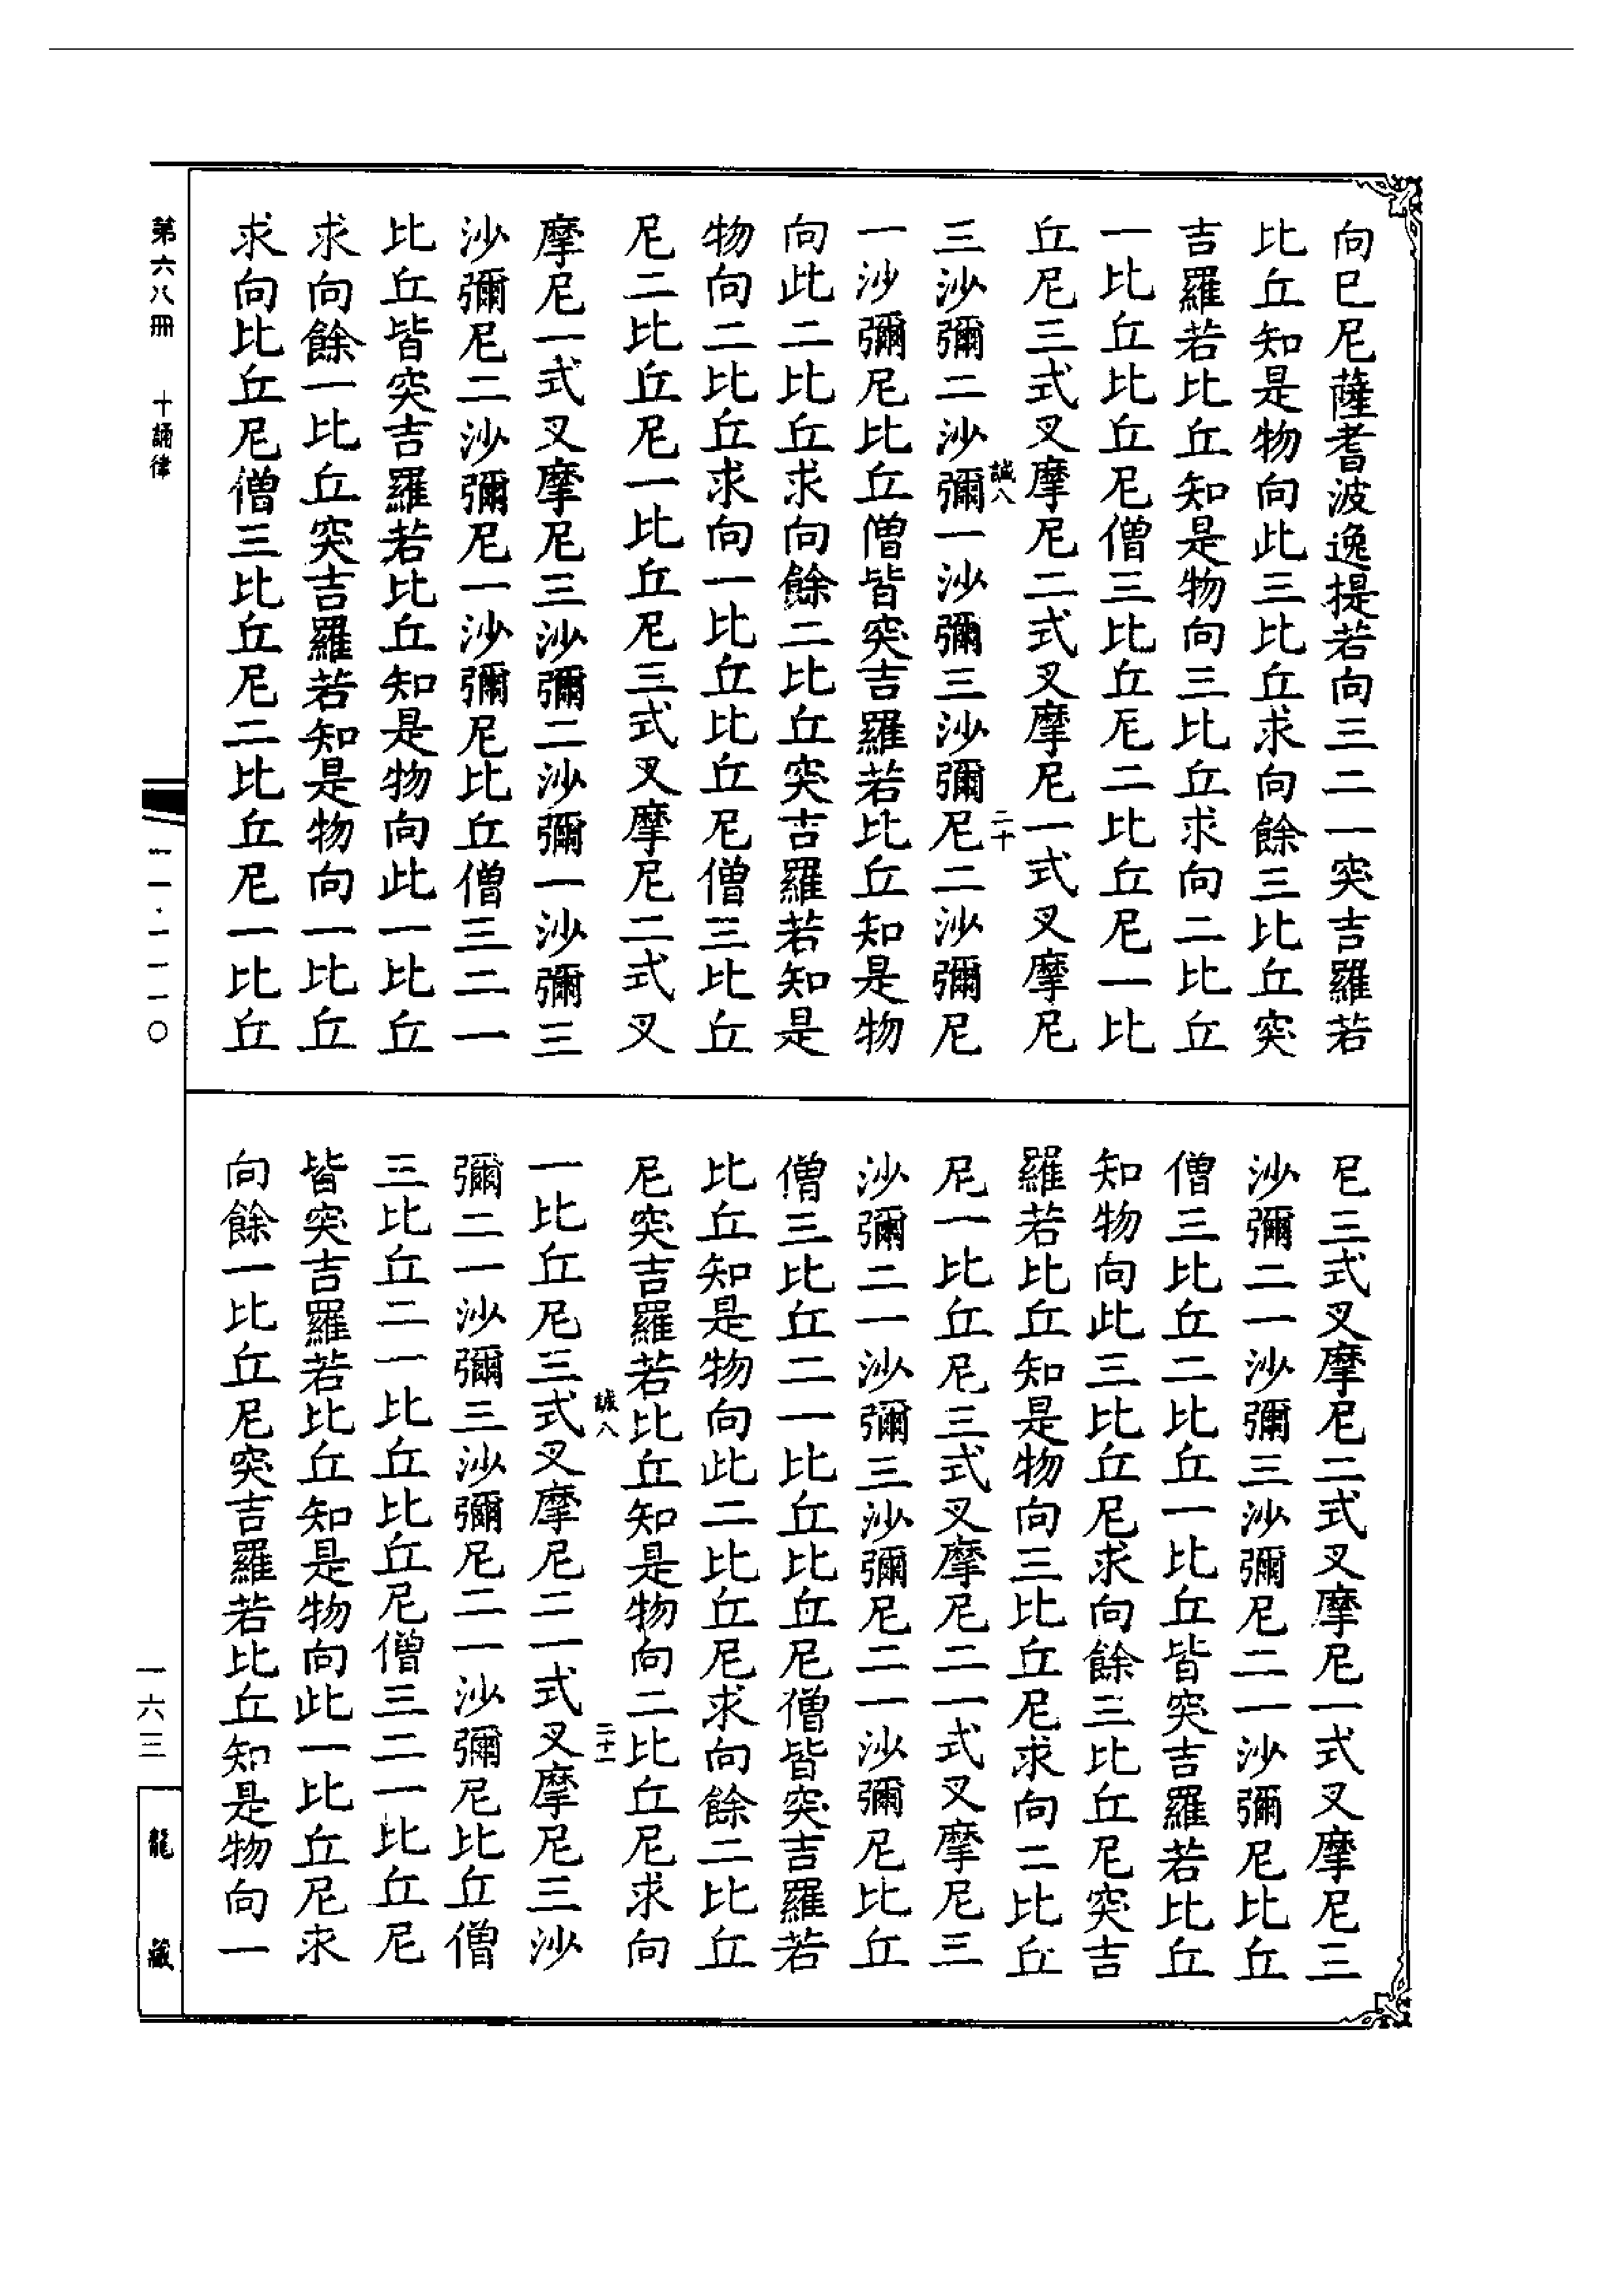 向已尼薩耆波逸提若向三二一突吉羅若
比丘知是物向此三比丘求向餘三比丘突
吉羅若比丘知是物向三比丘求向二比丘
一比丘比丘尼僧三比丘尼二比丘尼一比
丘尼三式叉摩尼二式叉摩尼一式叉摩尼
誠八 二十
三沙彌二沙彌一沙彌三沙彌尼二沙彌尼
一沙彌尼比丘僧皆突吉羅若比丘知是物
向此二比丘求向餘二比丘突吉羅若知是
物向二比丘求向一比丘比丘尼僧三比丘
尼二比丘尼一比丘尼三式叉摩尼二式叉
摩尼一式叉摩尼三沙彌二沙彌一沙彌三
沙彌尼二沙彌尼一沙彌尼比丘僧三二一
比丘皆突吉羅若比丘知是物向此一比丘
求向餘一比丘突吉羅若知是物向一比丘
求向比丘尼僧三比丘尼二比丘尼一比丘
尼三式叉摩尼二式叉摩尼一式叉摩尼三
沙彌二一沙彌三沙彌尼二一沙彌尼比丘
僧三比丘二比丘一比丘皆突吉羅若比丘
知物向此三比丘尼求向餘三比丘尼突吉
羅若比丘知是物向三比丘尼求向二比丘
尼一比丘尼三式叉摩尼二一式叉摩尼三
沙彌二一沙彌三沙彌尼二一沙彌尼比丘
僧三比丘二一比丘比丘尼僧皆突吉羅若
比丘知是物向此二比丘尼求向餘二比丘
尼突吉羅若比丘知是物向二比丘尼求向
誠八 二十一
一比丘尼三式叉摩尼二一式叉摩尼三沙
彌二一沙彌三沙彌尼二一沙彌尼比丘僧
三比丘二一比丘比丘尼僧三二一比丘尼
皆突吉羅若比丘知是物向此一比丘尼求
向餘一比丘尼突吉羅若比丘知是物向一
第六八冊 十誦律
一一·一一一〇
一六三
龍藏